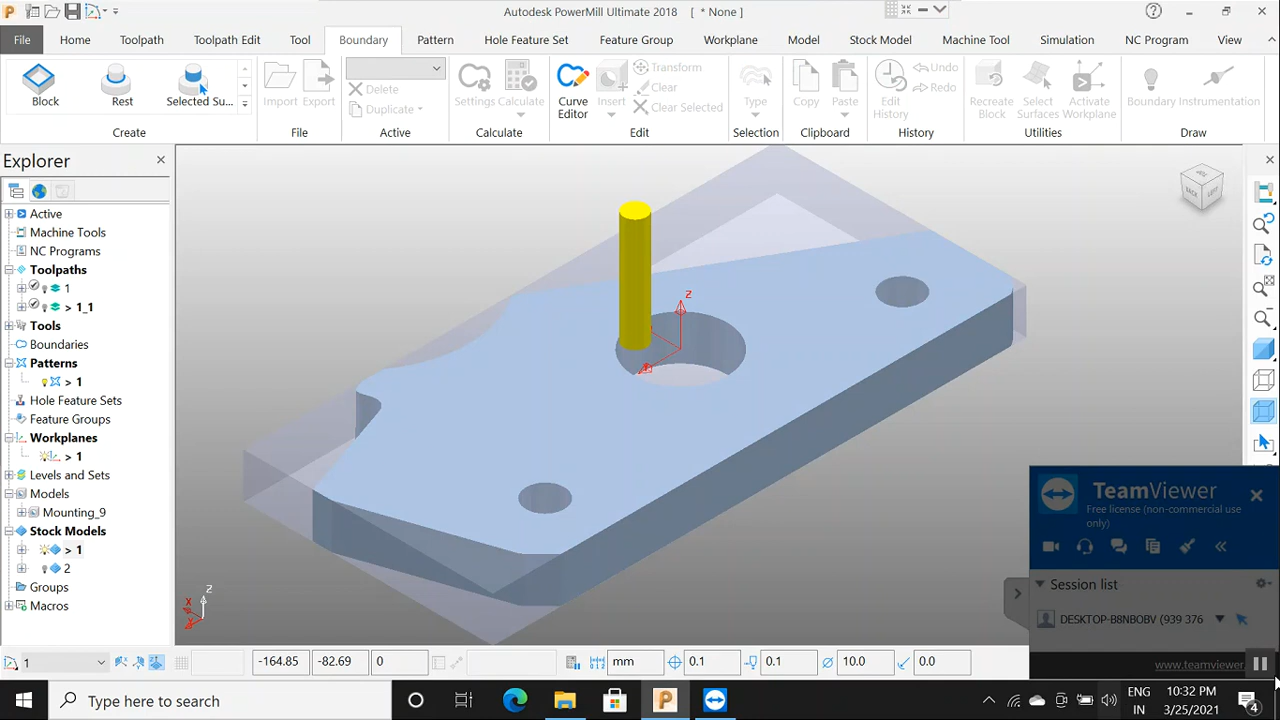 Autodesk PowerMill Ultimate 2018 [ * None ]
File Home Toolpath Toolpath Edit Tool Boundary Pattern Hole Feature Set Feature Group Workplane Model Stock Model Machine Tool Simulation NC Program View
Block Rest Selected Su...
Create
Import Export
File
Delete
Duplicate
Active
Settings Calculate
Calculate
Curve Editor
Insert
Transform
Clear
Clear Selected
Edit
Type
Selection
Copy Paste
Clipboard
Edit History
Undo
Redo
History
Recreate Block
Select Surfaces
Activate Workplane
Utilities
Boundary Instrumentation
Draw
Explorer
Active
Machine Tools
NC Programs
Toolpaths
1
> 1_1
Tools
Boundaries
Patterns
> 1
Hole Feature Sets
Feature Groups
Workplanes
> 1
Levels and Sets
Models
Mounting_9
Stock Models
> 1
2
Groups
Macros
Z
Z
X
Y
BACK LEFT
TeamViewer
Free license (non-commercial use
only)
Session list
DESKTOP-B8NBOBV (939 376
www.teamviewer.
1 -164.85 -82.69 0 mm 0.1 0.1 10.0 0.0
Type here to search
ENG
IN
10:32 PM
3/25/2021
4